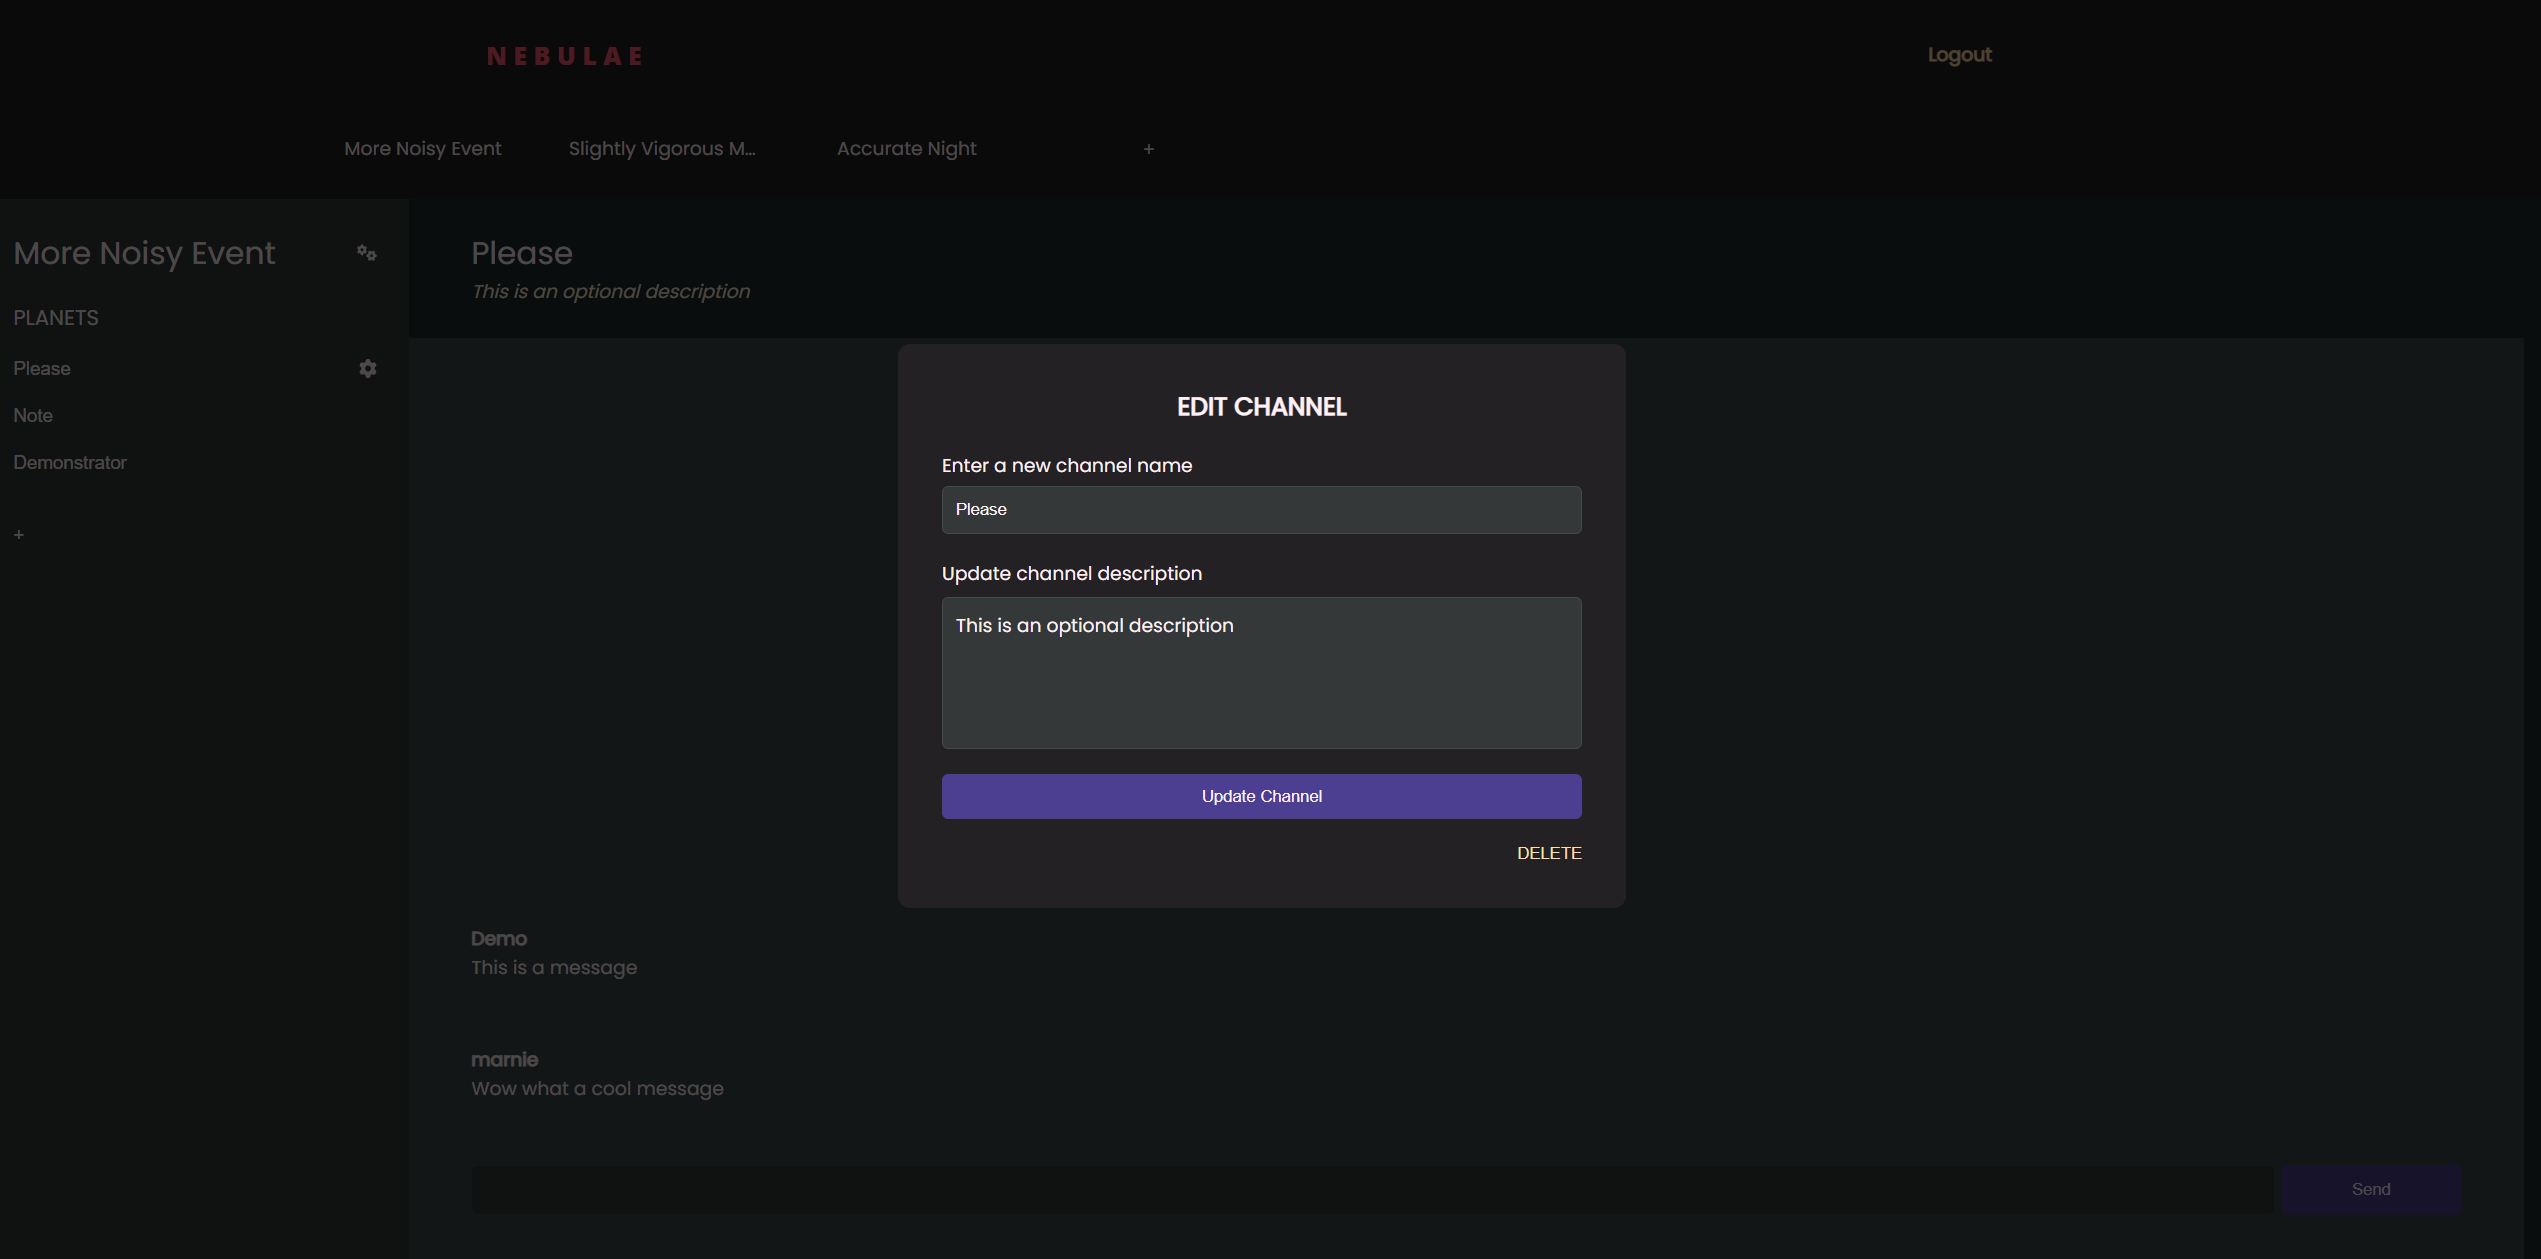 NEBULAE
Logout
More Noisy Event
Slightly Vigorous M...
Accurate Night
+
More Noisy Event
PLANETS
Please
Note
Demonstrator
+
Please
This is an optional description
EDIT CHANNEL
Enter a new channel name
Please
Update channel description
This is an optional description
Update Channel
DELETE
Demo
This is a message
marnie
Wow what a cool message
Send